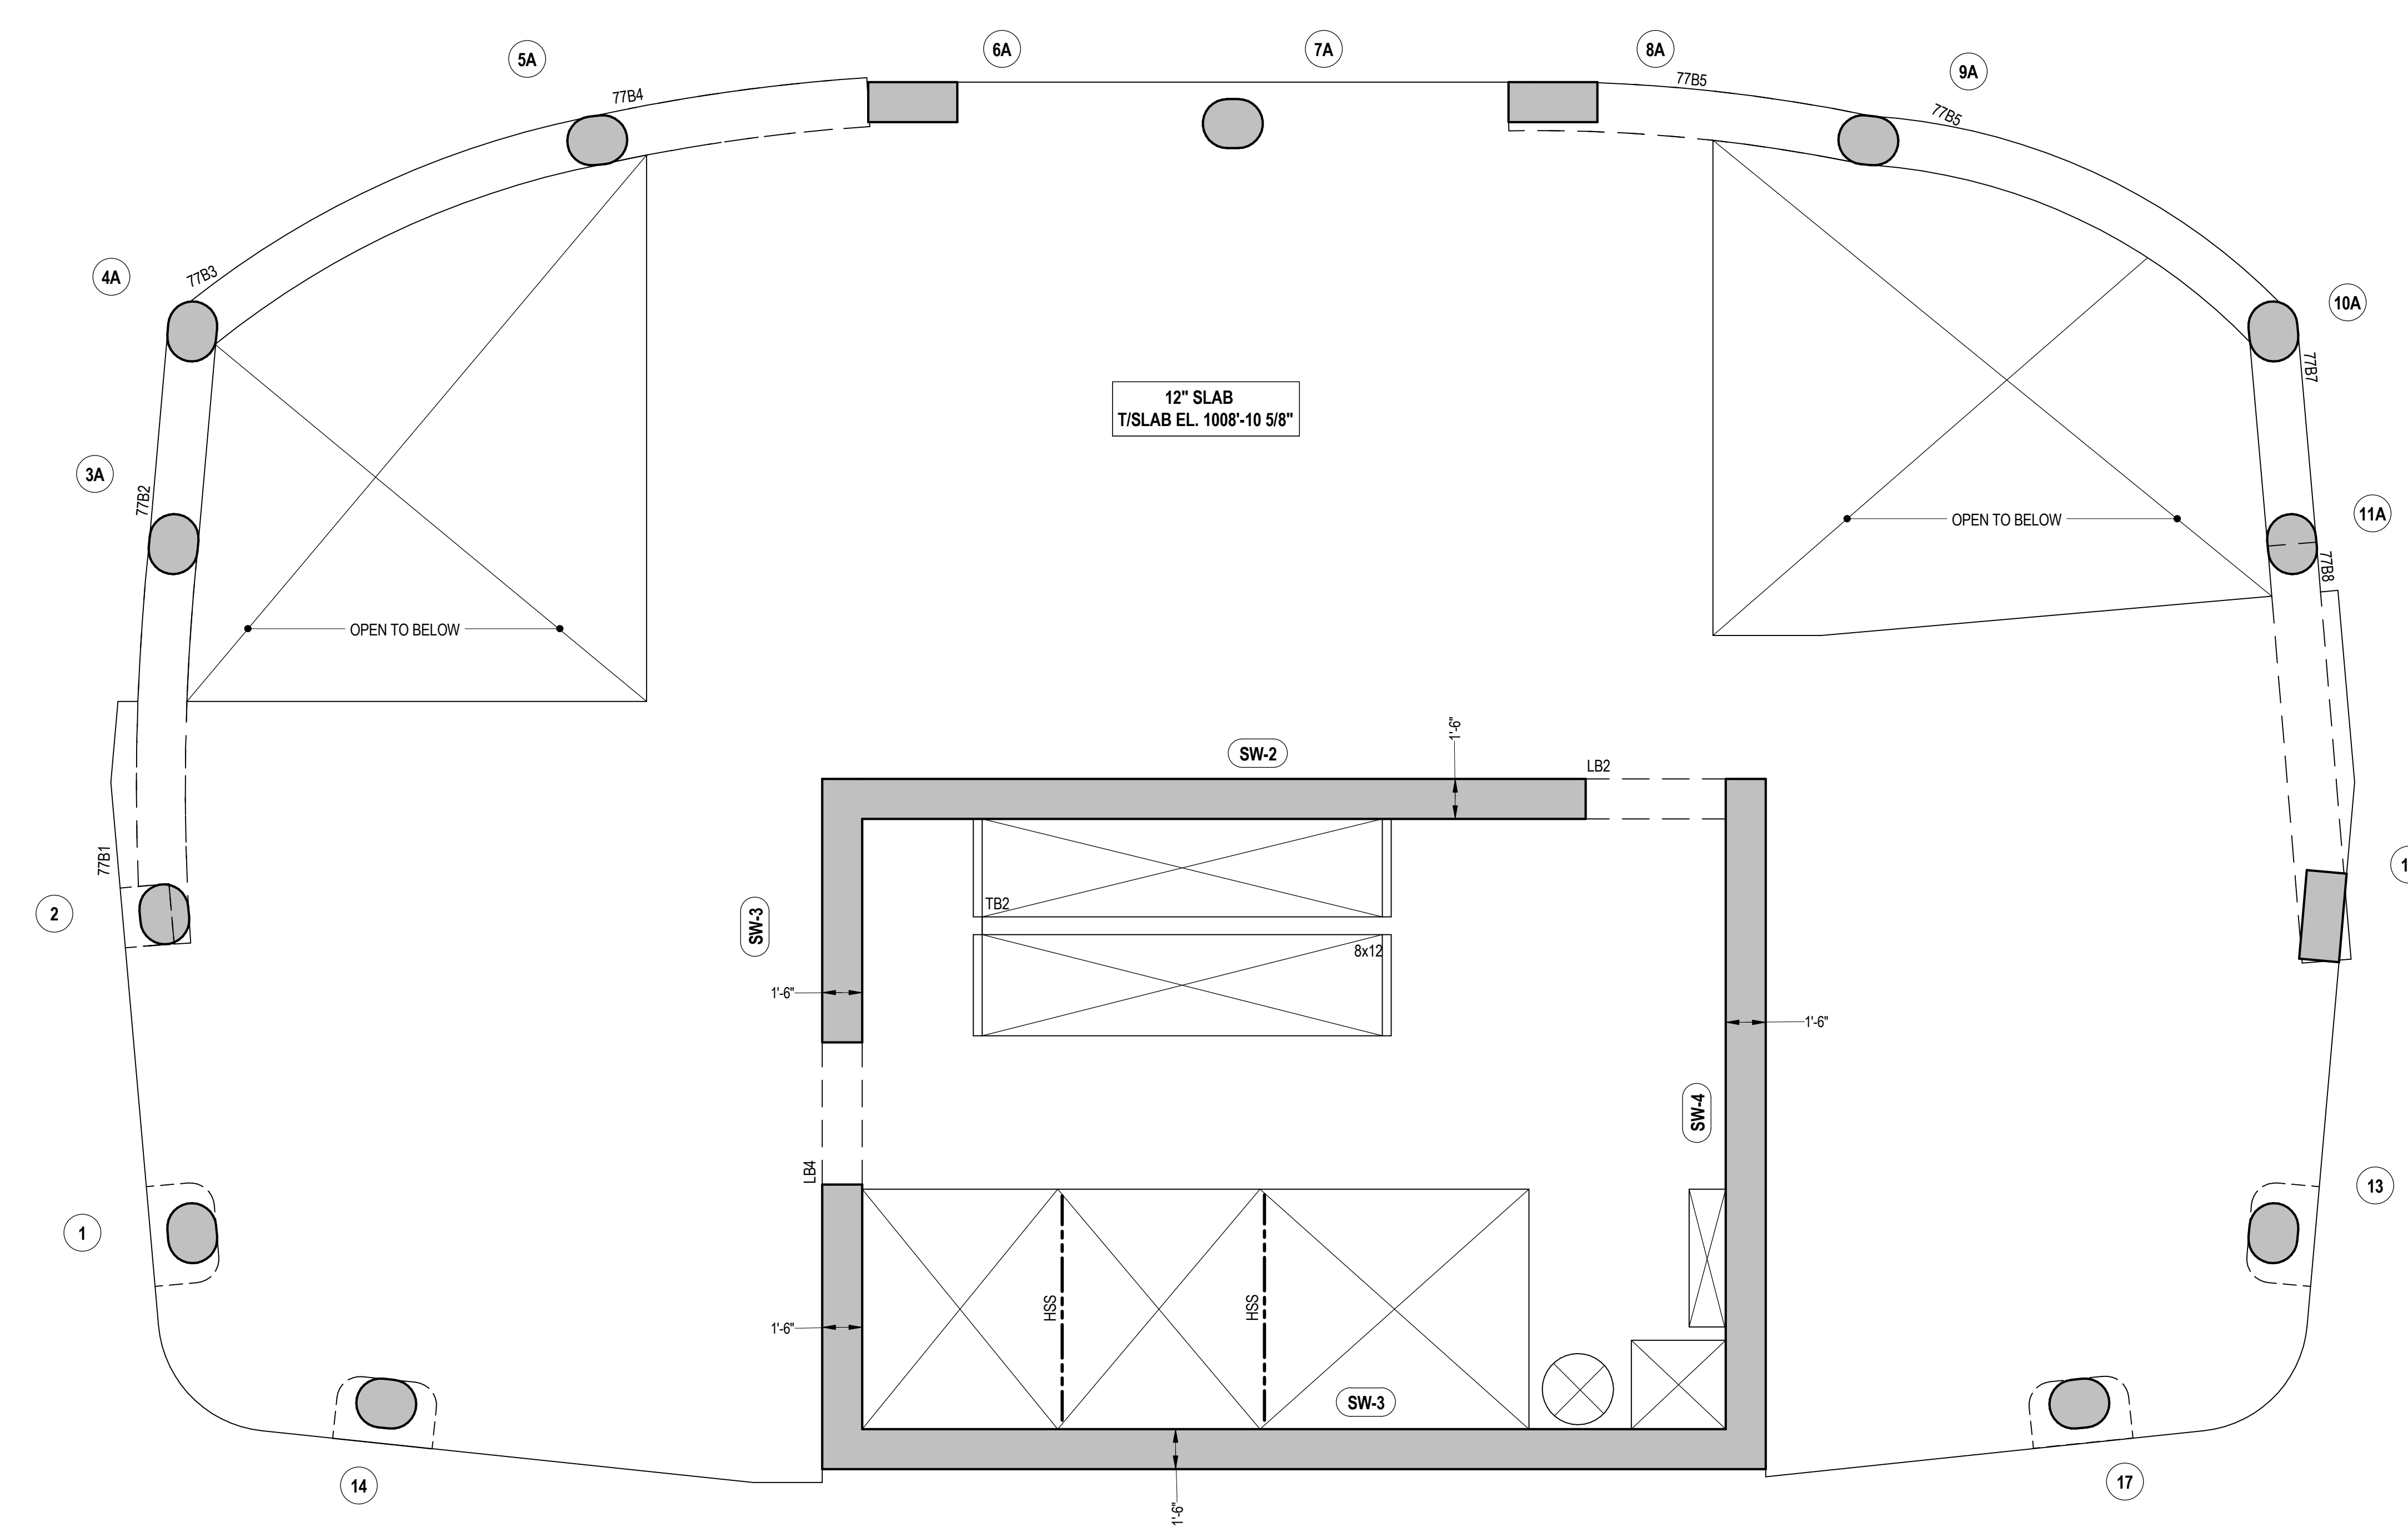 6A
7A
8A
5A
9A
77B4
77B5
77B5
4A
77B3
10A
77B7
12" SLAB
T/SLAB EL. 1008'-10 5/8"
3A
77B2
11A
OPEN TO BELOW
77B8
OPEN TO BELOW
1'-6"
SW-2
LB2
77B1
2
SW-3
TB2
8x12
1'-6"
1'-6"
SW-4
LB4
13
1
HSS
HSS
1'-6"
SW-3
14
17
1'-6"